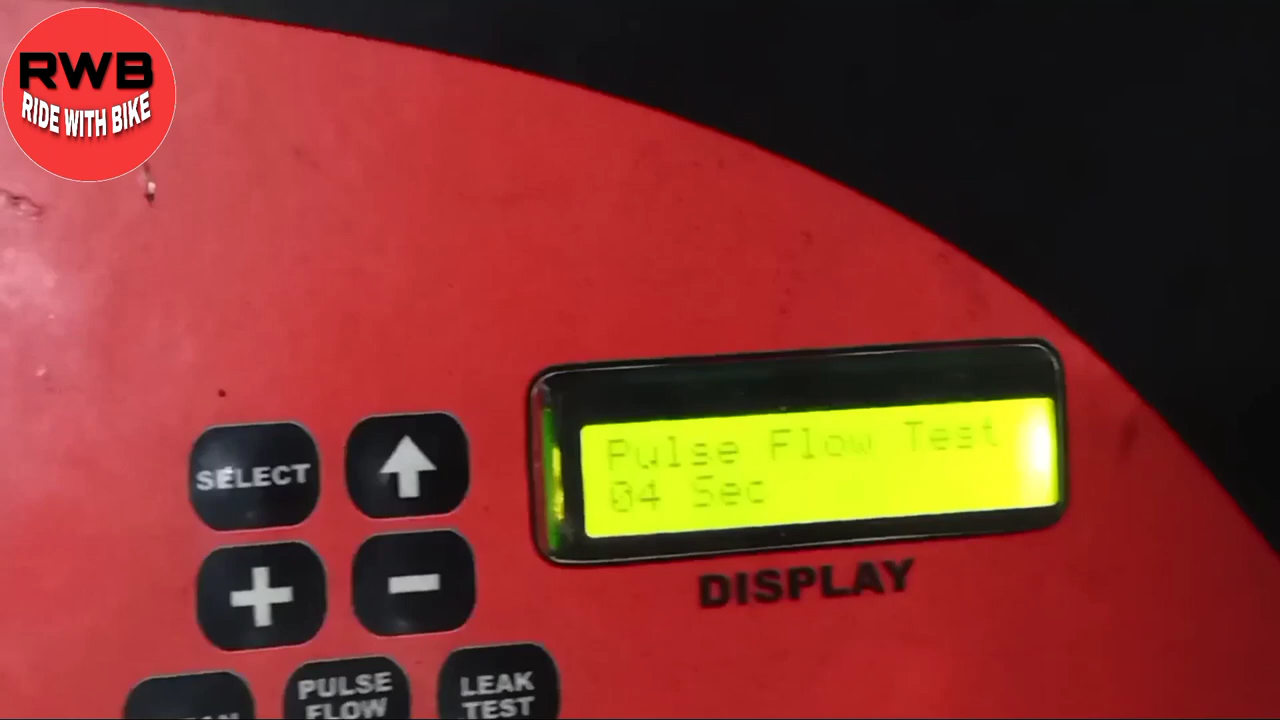 RWB
RIDE WITH BIKE
Pulse Flow Test
04 Sec
DISPLAY
SELECT
+
-
PULSE
FLOW
LEAK
TEST